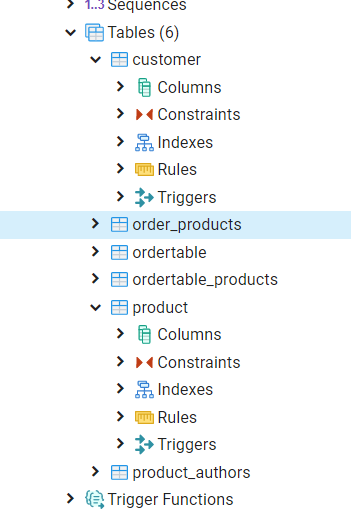 1..3 Sequences
Tables (6)
customer
Columns
Constraints
Indexes
Rules
Triggers
order_products
ordertable
ordertable_products
product
Columns
Constraints
Indexes
Rules
Triggers
product_authors
Trigger Functions